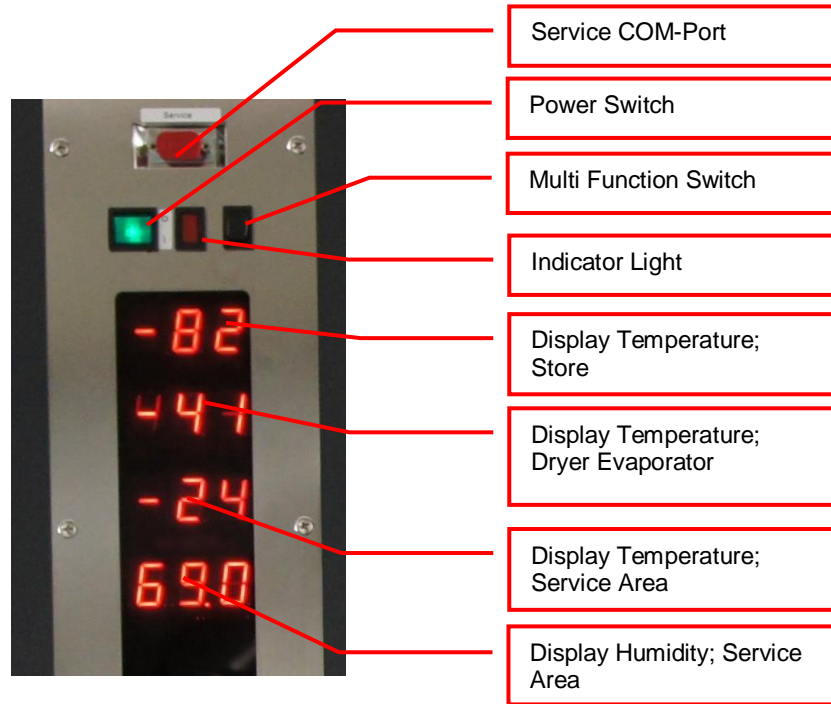 Service COM-Port
Service
Power Switch
Multi Function Switch
Indicator Light
-82
Display Temperature;
Store
-41
Display Temperature;
Dryer Evaporator
-24
Display Temperature;
Service Area
69.0
Display Humidity; Service
Area